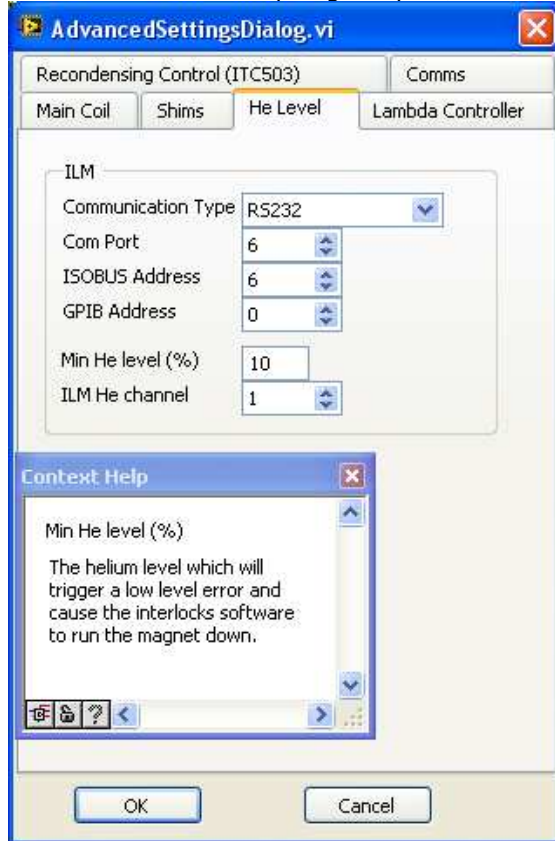 AdvancedSettingsDialog.vi
Recondensing Control (ITC503) Comms
Main Coil Shims He Level Lambda Controller
ILM
Communication Type RS232
Com Port 6
ISOBUS Address 6
GPIB Address 0
Min He level (%) 10
ILM He channel 1
Context Help
Min He level (%)
The helium level which will
trigger a low level error and
cause the interlocks software
to run the magnet down.
?
OK Cancel